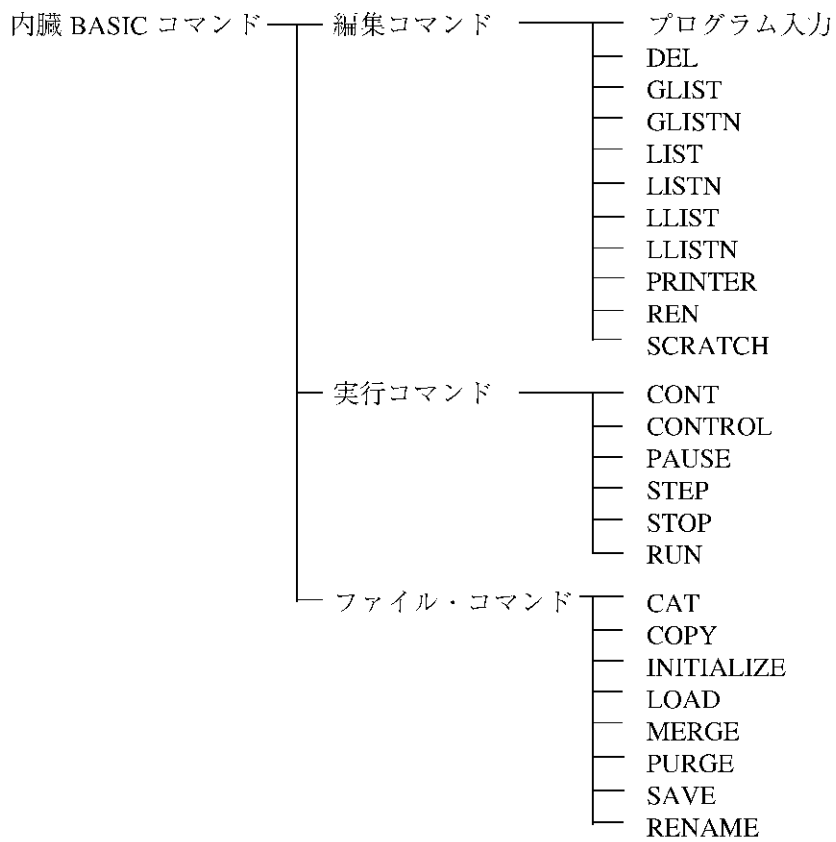 内臓 BASIC コマンド 編集コマンド プログラム入力
DEL
GLIST
GLISTN
LIST
LISTN
LLIST
LLISTN
PRINTER
REN
SCRATCH
実行コマンド CONT
CONTROL
PAUSE
STEP
STOP
RUN
ファイル・コマンド CAT
COPY
INITIALIZE
LOAD
MERGE
PURGE
SAVE
RENAME